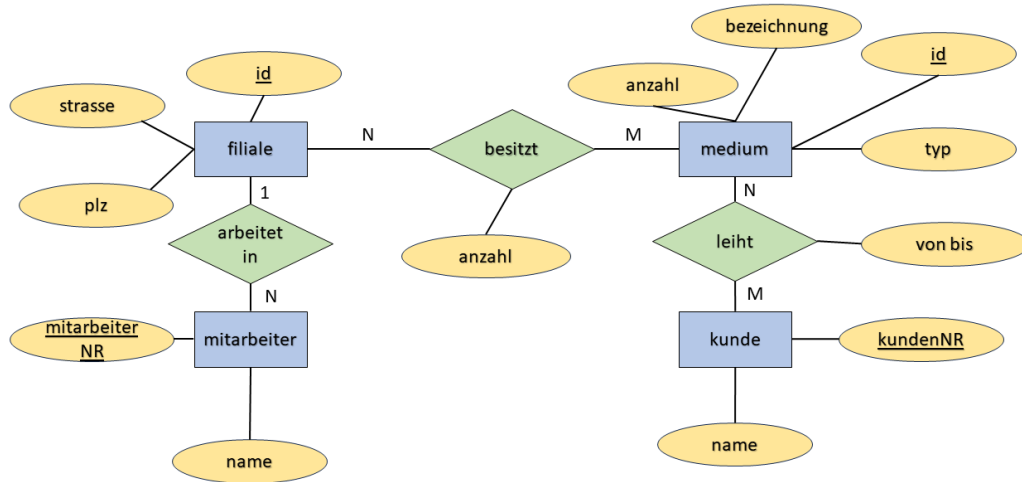 bezeichnung
id
id
anzahl
strasse
filiale
N
besitzt
M
medium
typ
plz
1
N
arbeitet
in
leiht
von bis
anzahl
N
M
mitarbeiter
NR
mitarbeiter
kunde
kundenNR
name
name